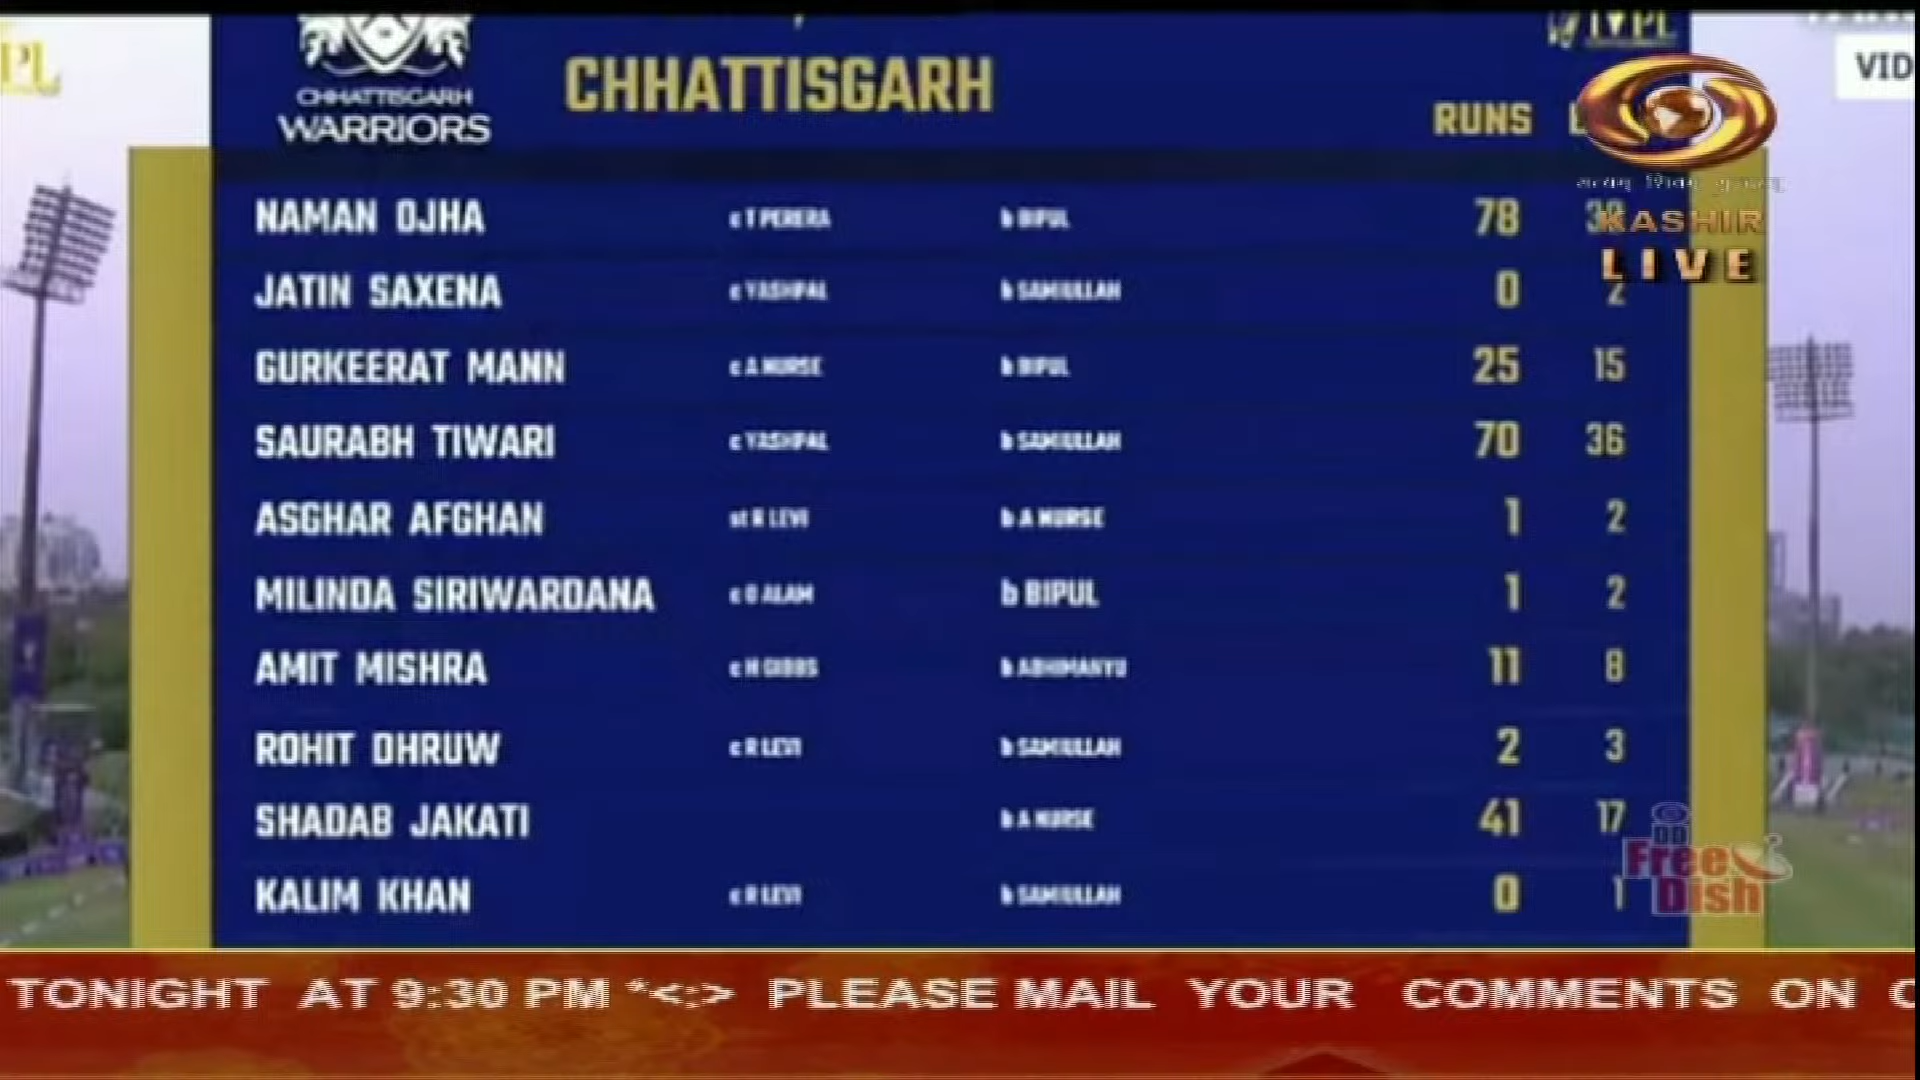 PL
IVPL
VID
CHHATTISGARH
WARRIORS
CHHATTISGARH
RUNS
NAMAN OJHA c T PERERA b BIPUL 78
JATIN SAXENA c YASHPAL b SAMIULLAH 0 2
GURKEERAT MANN c A NURSE b BIPUL 25 15
SAURABH TIWARI c YASHPAL b SAMIULLAH 70 36
ASGHAR AFGHAN st R LEVI b A NURSE 1 2
MILINDA SIRIWARDANA c O ALAM b BIPUL 1 2
AMIT MISHRA c H GIBBS b ABHIMANYU 11 8
ROHIT DHRUW c R LEVI b SAMIULLAH 2 3
SHADAB JAKATI b A NURSE 41 17
KALIM KHAN c R LEVI b SAMIULLAH 0 1
KASHIR
LIVE
DD
Free
Dish
TONIGHT AT 9:30 PM *<:> PLEASE MAIL YOUR COMMENTS ON